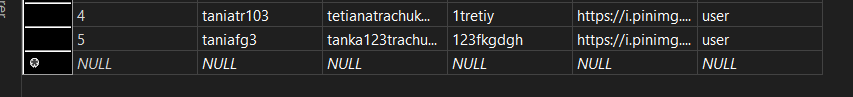 4 taniatr103 tetianatrachuk... 1tretiy https://i.pinimg.... user
5 taniafg3 tanka123trachu... 123fkgdgh https://i.pinimg.... user
NULL NULL NULL NULL NULL NULL